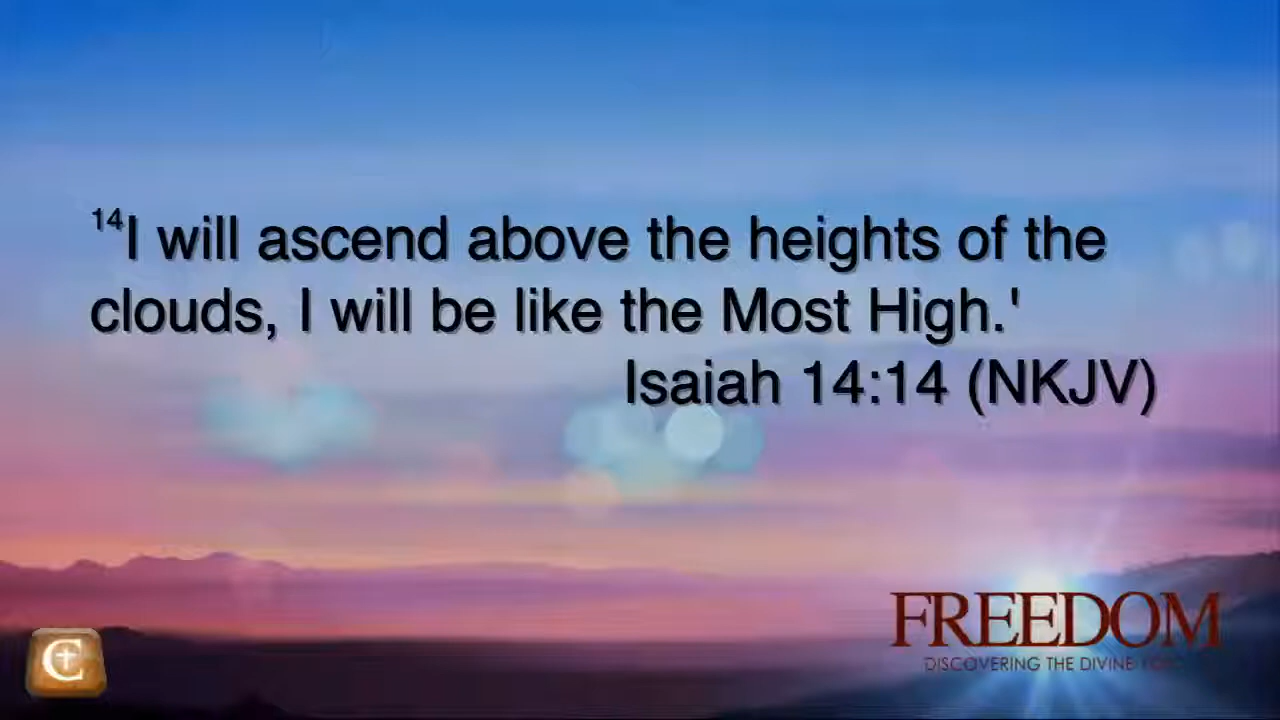 14I will ascend above the heights of the
clouds, I will be like the Most High.'
Isaiah 14:14 (NKJV)
FREEDOM
DISCOVERING THE DIVINE
C